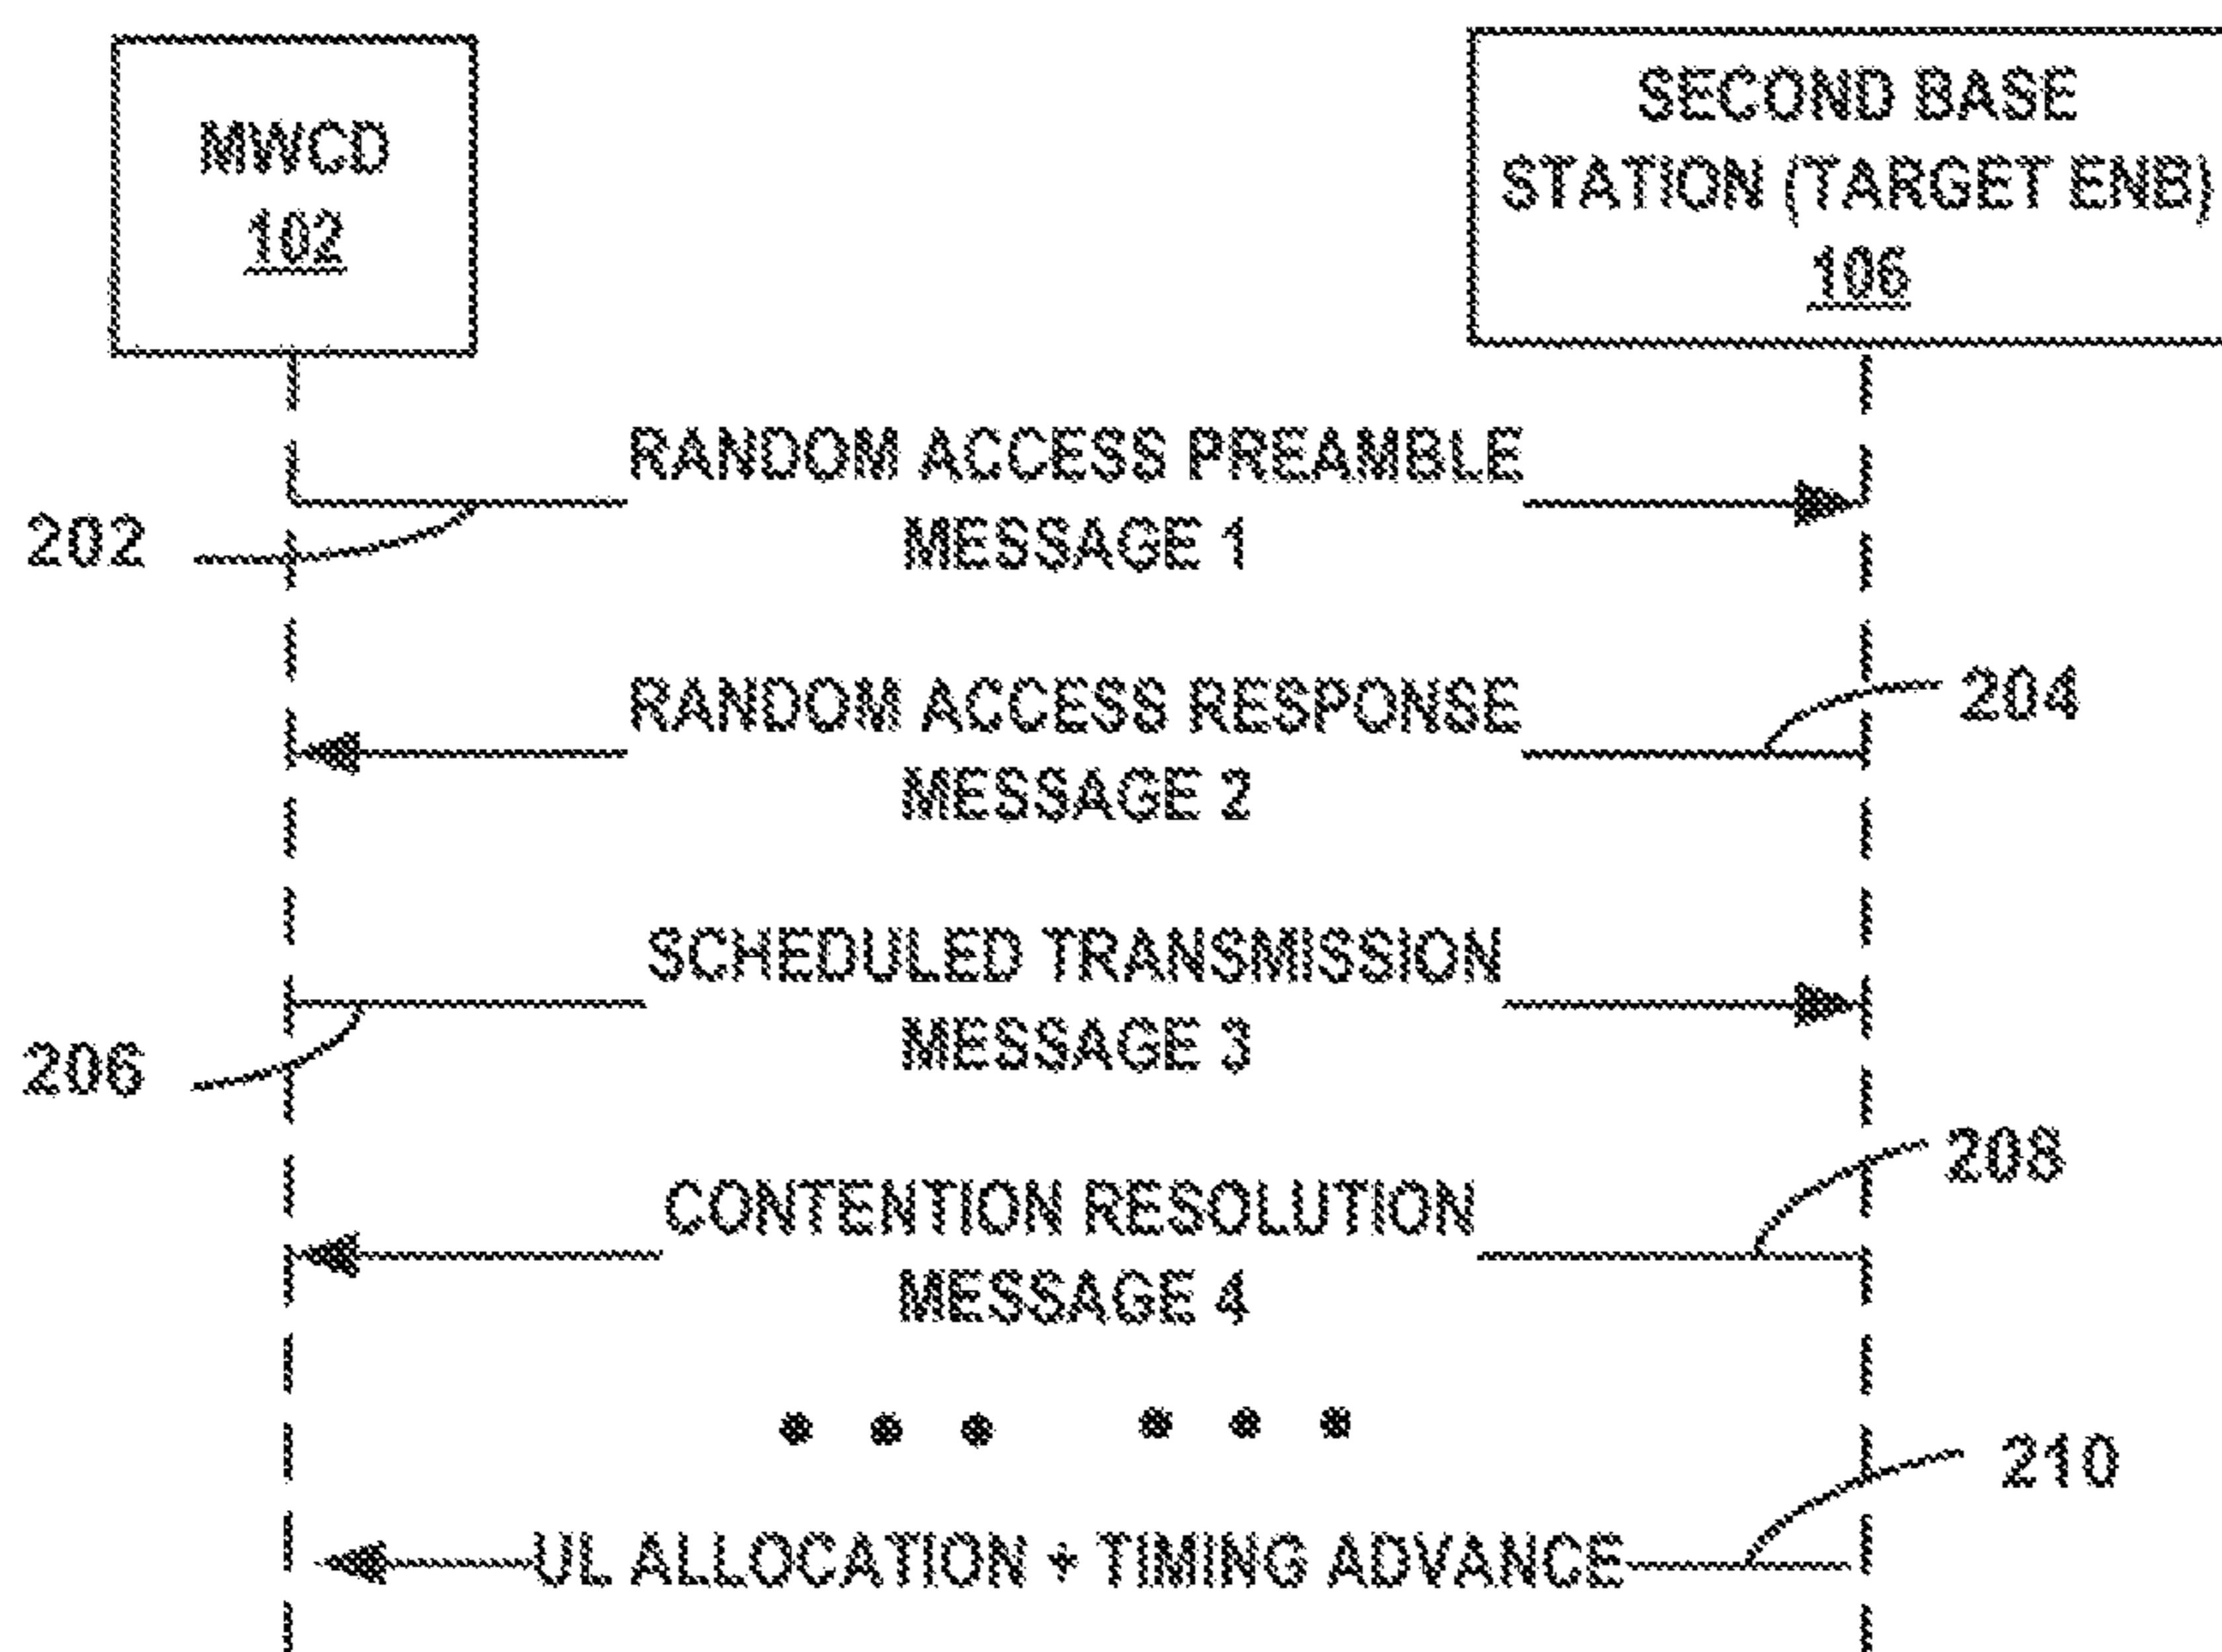 MWCD
102
SECOND BASE
STATION (TARGET ENB)
106
RANDOM ACCESS PREAMBLE
MESSAGE 1
202
RANDOM ACCESS RESPONSE
MESSAGE 2
204
SCHEDULED TRANSMISSION
MESSAGE 3
206
CONTENTION RESOLUTION
MESSAGE 4
208
210
UL ALLOCATION + TIMING ADVANCE